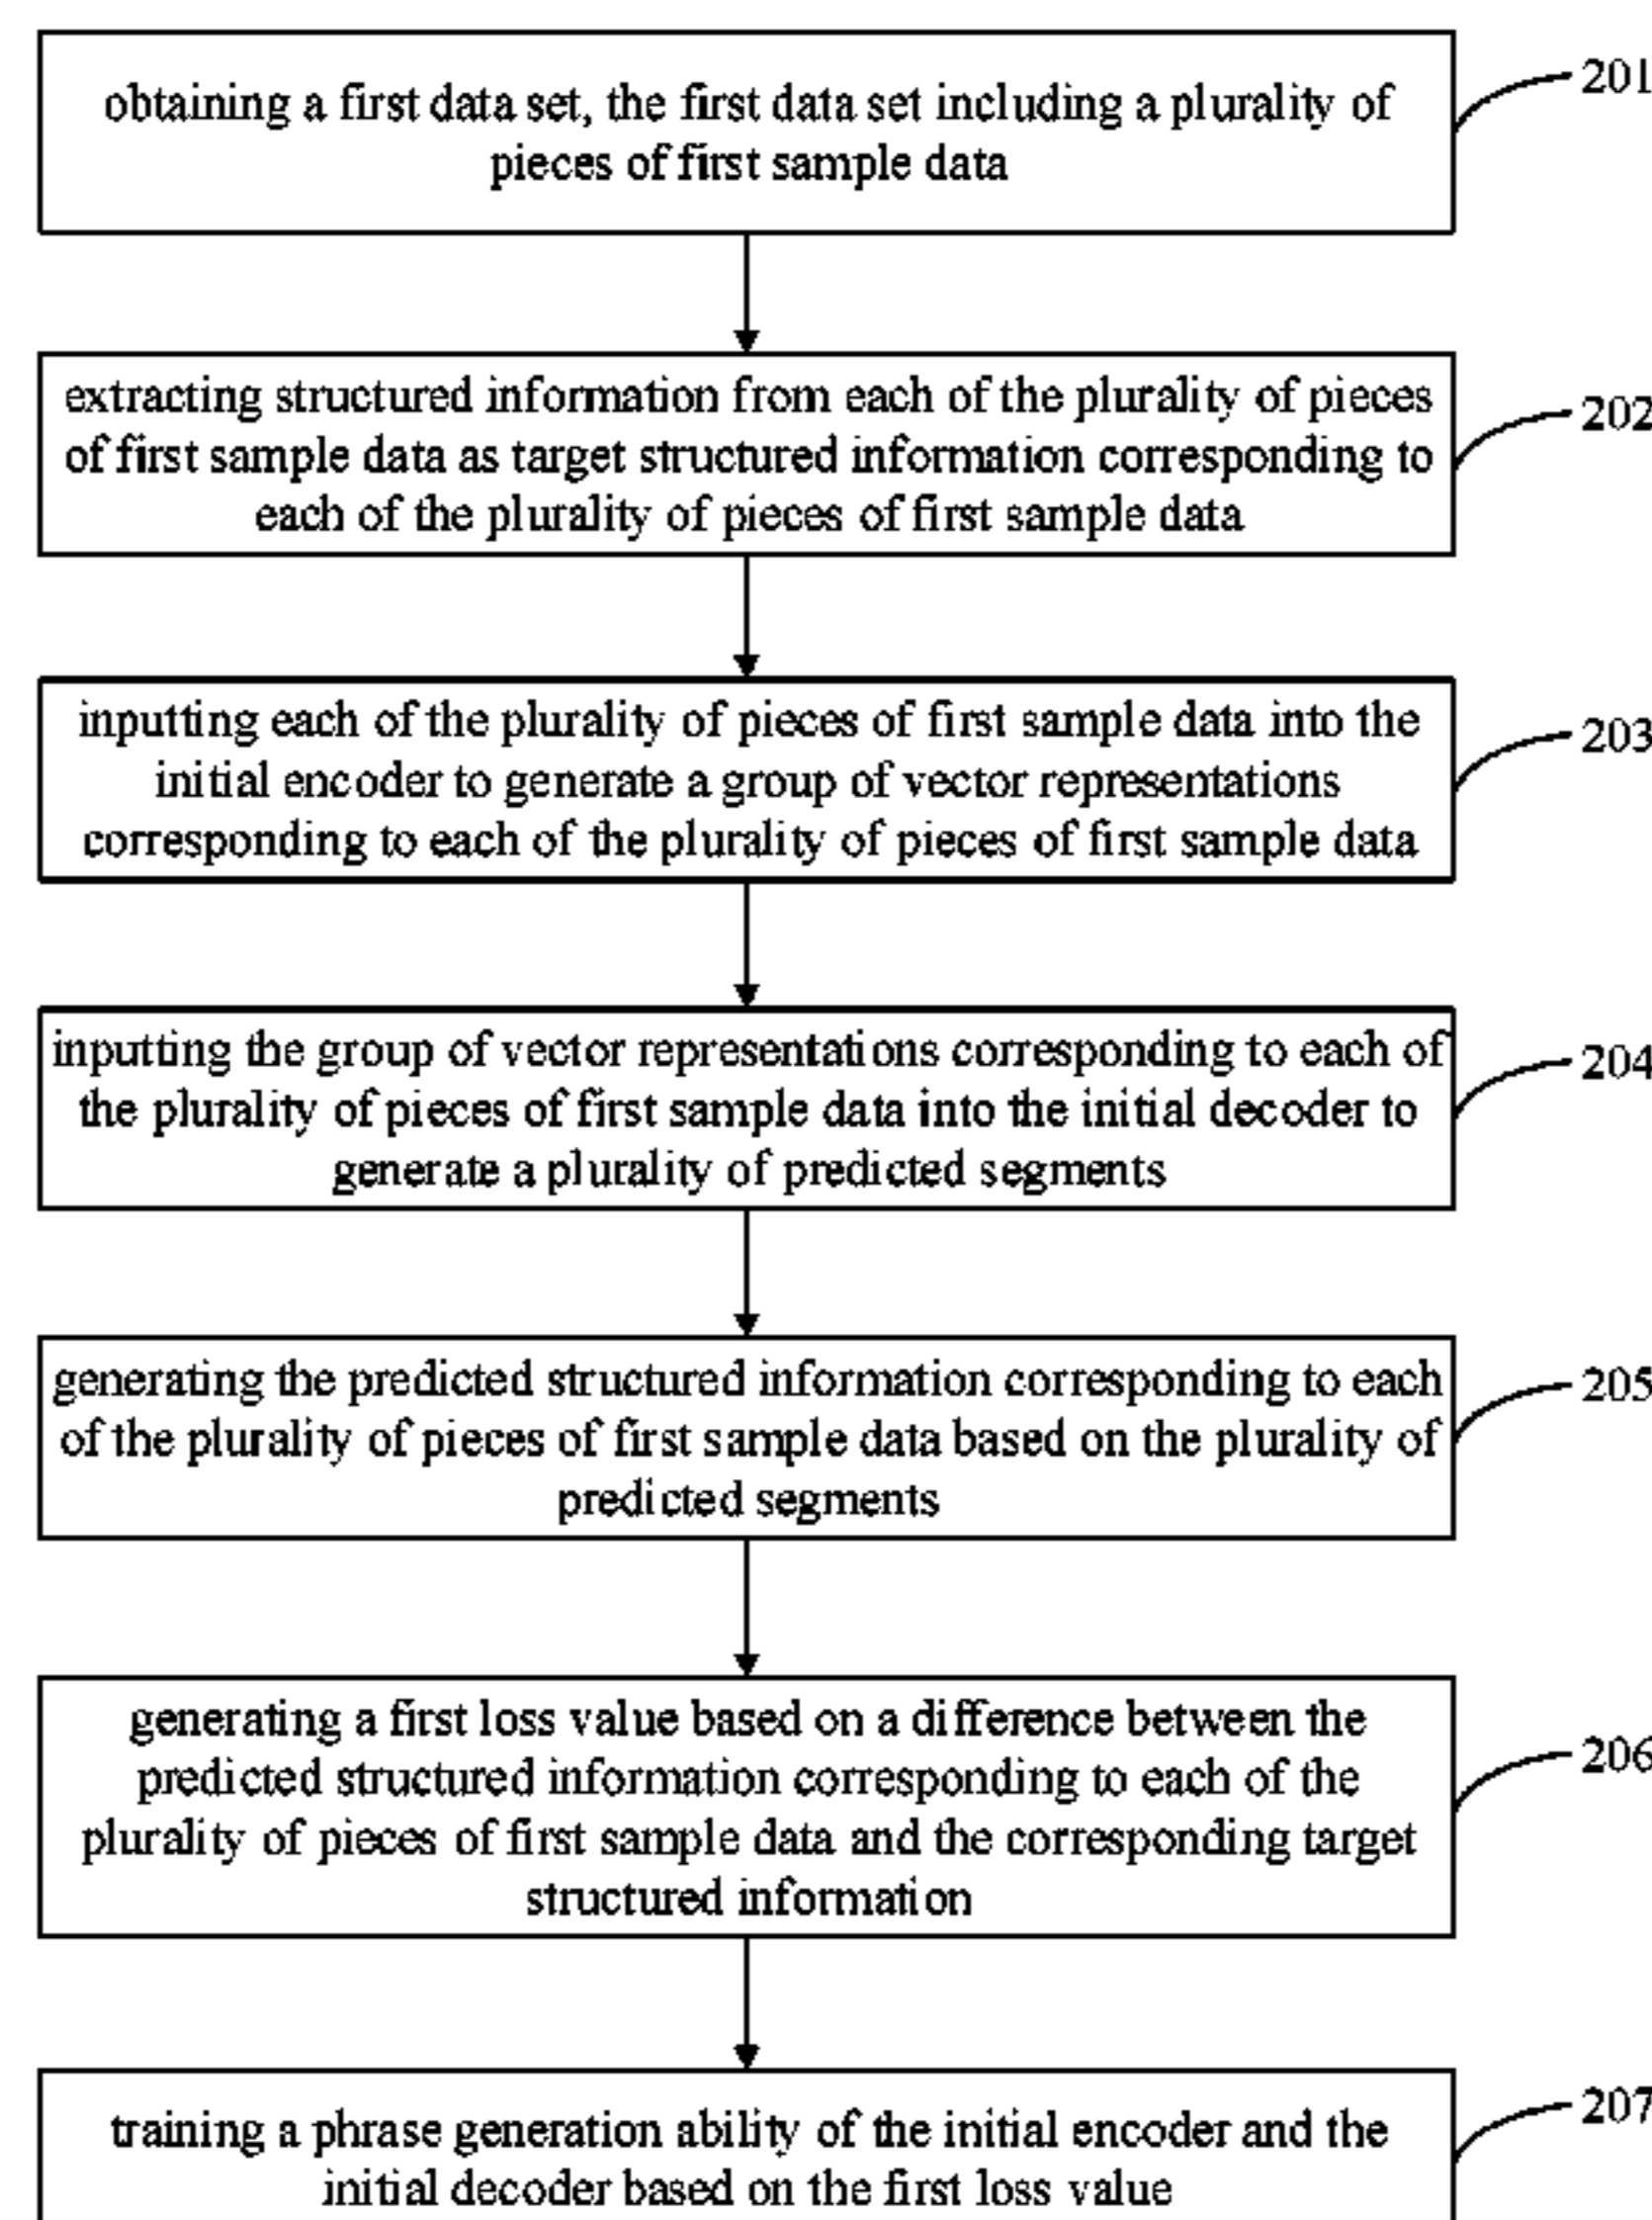 obtaining a first data set, the first data set including a plurality of
pieces of first sample data
201
extracting structured information from each of the plurality of pieces
of first sample data as target structured information corresponding to
each of the plurality of pieces of first sample data
202
inputting each of the plurality of pieces of first sample data into the
initial encoder to generate a group of vector representations
corresponding to each of the plurality of pieces of first sample data
203
inputting the group of vector representations corresponding to each of
the plurality of pieces of first sample data into the initial decoder to
generate a plurality of predicted segments
204
generating the predicted structured information corresponding to each
of the plurality of pieces of first sample data based on the plurality of
predicted segments
205
generating a first loss value based on a difference between the
predicted structured information corresponding to each of the
plurality of pieces of first sample data and the corresponding target
structured information
206
training a phrase generation ability of the initial encoder and the
initial decoder based on the first loss value
207